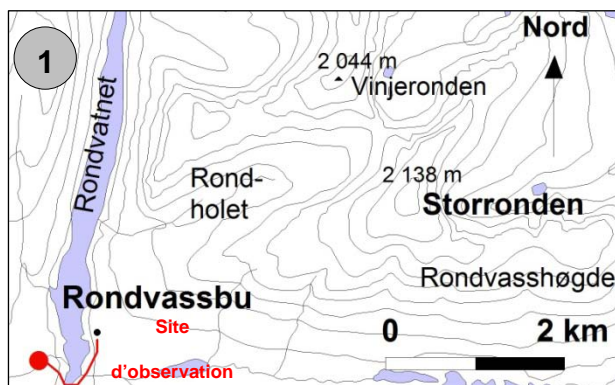 1
Nord
2 044 m
Vinjeronden
Rondvatnet
Rond-
holet
2 138 m
Storronden
Rondvasshøgde
Rondvassbu
Site
d'observation
0 2 km